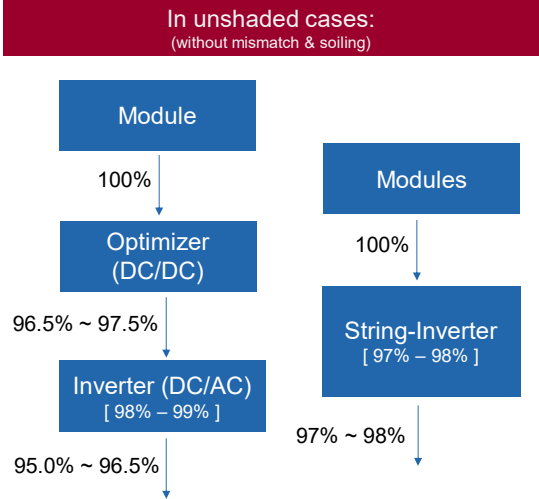 In unshaded cases:
(without mismatch & soiling)
Module
100%
Optimizer
(DC/DC)
96.5% ~ 97.5%
Inverter (DC/AC)
[ 98% – 99% ]
95.0% ~ 96.5%
Modules
100%
String-Inverter
[ 97% – 98% ]
97% ~ 98%